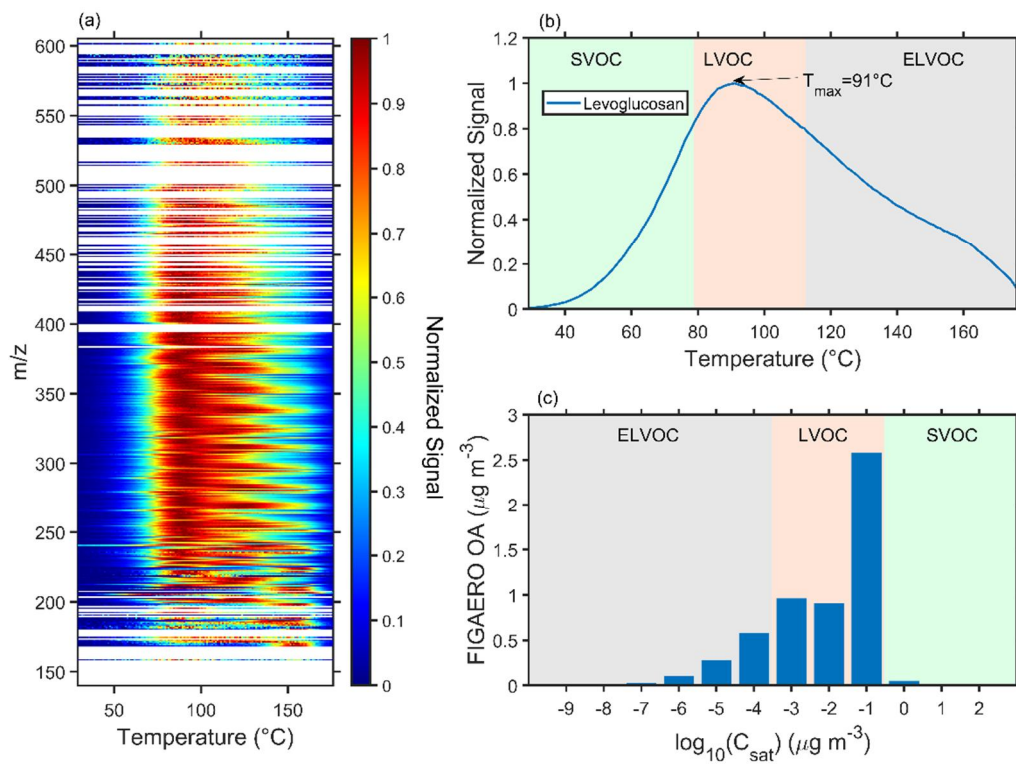 (a)
600
550
500
450
400
350
300
250
200
150
m/z
50 100 150
Temperature (°C)
1
0.9
0.8
0.7
0.6
0.5
0.4
0.3
0.2
0.1
0
Normalized Signal
(b)
1.2
1
0.8
0.6
0.4
0.2
0
Normalized Signal
SVOC LVOC ELVOC
Tmax=91°C
Levoglucosan
40 60 80 100 120 140 160
Temperature (°C)
(c)
3
2.5
2
1.5
1
0.5
0
FIGAERO OA (μg m-3)
ELVOC LVOC SVOC
-9 -8 -7 -6 -5 -4 -3 -2 -1 0 1 2
log10(Csat) (μg m-3)